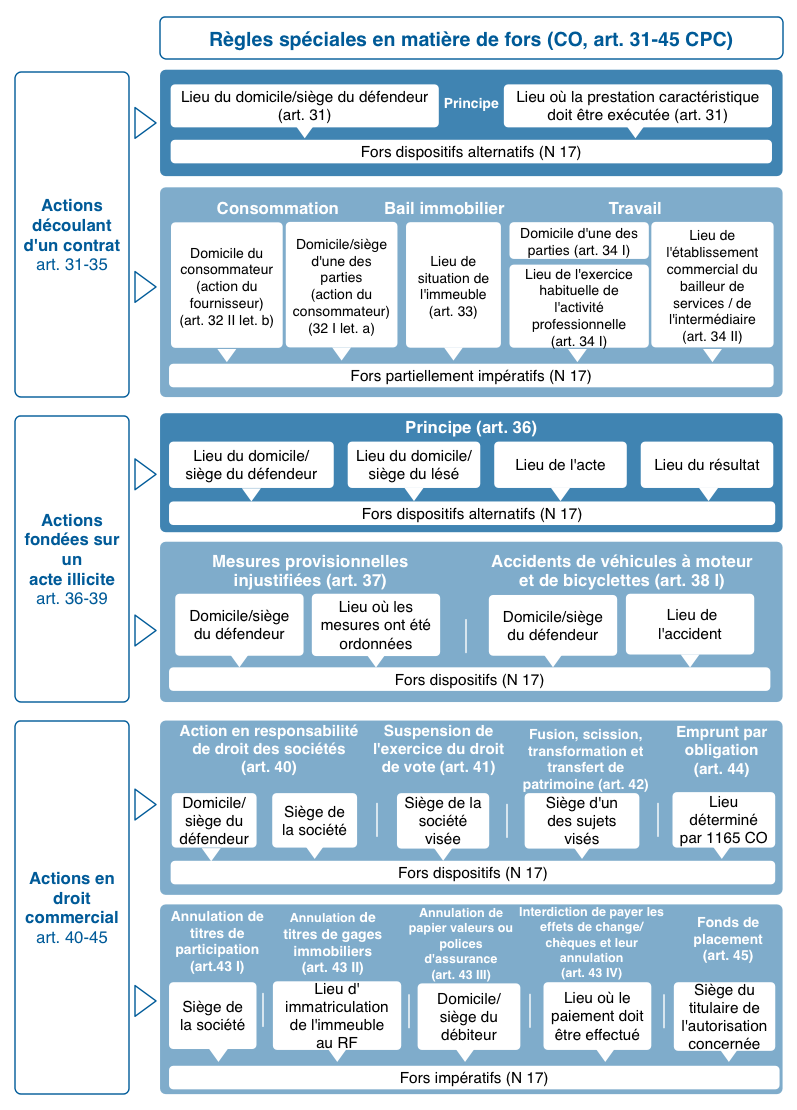 Règles spéciales en matière de fors (CO, art. 31-45 CPC)
Actions
découlant
d'un contrat
art. 31-35
Lieu du domicile/siège du défendeur
(art. 31)
Principe
Lieu où la prestation caractéristique
doit être exécutée (art. 31)
Fors dispositifs alternatifs (N 17)
Consommation
Bail immobilier
Travail
Domicile du
consommateur
(action du
fournisseur)
(art. 32 II let. b)
Domicile/siège
d'une des
parties
(action du
consommateur)
(32 I let. a)
Lieu de
situation de
l'immeuble
(art. 33)
Domicile d'une des
parties (art. 34 I)
Lieu de l'exercice
habituelle de
l'activité
professionnelle
(art. 34 I)
Lieu de
l'établissement
commercial du
bailleur de
services / de
l'intermédiaire
(art. 34 II)
Fors partiellement impératifs (N 17)
Actions
fondées sur
un
acte illicite
art. 36-39
Principe (art. 36)
Lieu du domicile/
siège du défendeur
Lieu du domicile/
siège du lésé
Lieu de l'acte
Lieu du résultat
Fors dispositifs alternatifs (N 17)
Mesures provisionnelles
injustifiées (art. 37)
Accidents de véhicules à moteur
et de bicyclettes (art. 38 I)
Domicile/siège
du défendeur
Lieu où les
mesures ont été
ordonnées
Domicile/siège
du défendeur
Lieu de
l'accident
Fors dispositifs (N 17)
Actions en
droit
commercial
art. 40-45
Action en responsabilité
de droit des sociétés
(art. 40)
Suspension de
l'exercice du droit
de vote (art. 41)
Fusion, scission,
transformation et
transfert de
patrimoine (art. 42)
Emprunt par
obligation
(art. 44)
Domicile/
siège du
défendeur
Siège de
la société
Siège de la
société
visée
Siège d'un
des sujets
visés
Lieu
déterminé
par 1165 CO
Fors dispositifs (N 17)
Annulation de
titres de
participation
(art.43 I)
Annulation de
titres de gages
immobiliers
(art. 43 II)
Annulation de
papier valeurs ou
polices
d'assurance
(art. 43 III)
Interdiction de payer les
effets de change/
chèques et leur
annulation
(art. 43 IV)
Fonds de
placement
(art. 45)
Siège de
la société
Lieu d'
immatriculation
de l'immeuble
au RF
Domicile/
siège du
débiteur
Lieu où le
paiement doit
être effectué
Siège du
titulaire de
l'autorisation
concernée
Fors impératifs (N 17)